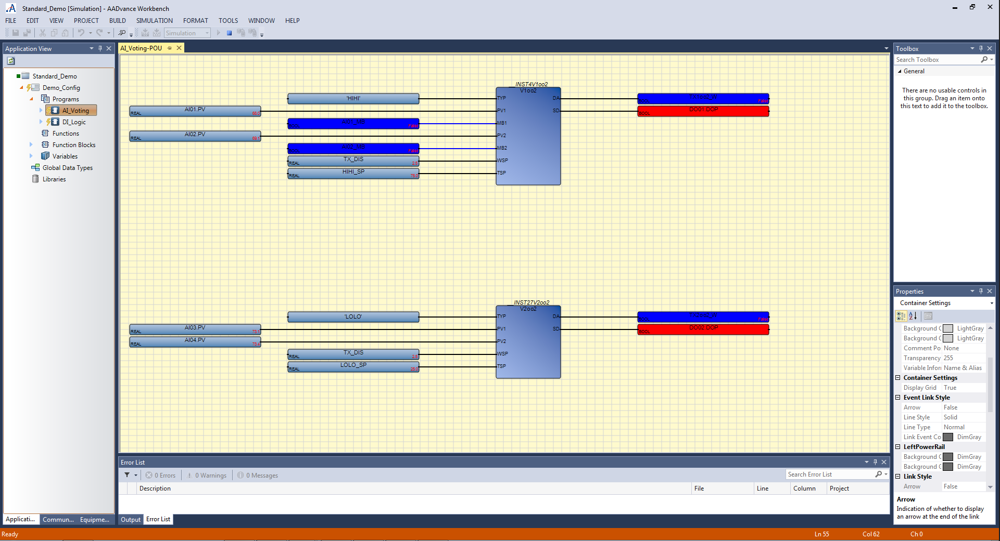 Standard_Demo [Simulation] - AADvance Workbench
FILE EDIT VIEW PROJECT BUILD SIMULATION FORMAT TOOLS WINDOW HELP
Simulation
Application View
Standard_Demo
Demo_Config
Programs
AI_Voting
DI_Logic
Functions
Function Blocks
Variables
Global Data Types
Libraries
Applicati... Commun... Equipme...
AI_Voting-POU
__INST4V1oo2
V1oo2
'HIHI' TYP DA TX1oo2_W
BOOL False
AI01.PV PV1 SD DO01.DOP
REAL BOOL
AI01_MB MB1
BOOL False
AI02.PV PV2
REAL 69.1
AI02_MB MB2
BOOL False
TX_DIS WSP
REAL 2.5
HIHI_SP TSP
REAL
__INST27V2oo2
V2oo2
'LOLO' TYP DA TX2oo2_W
BOOL False
AI03.PV PV1 SD DO02.DOP
REAL 73.1 BOOL
AI04.PV PV2
REAL 73.4
TX_DIS WSP
REAL 2.5
LOLO_SP TSP
REAL 25.0
Error List
0 Errors 0 Warnings 0 Messages
Search Error List
Description File Line Column Project
Output Error List
Toolbox
Search Toolbox
General
There are no usable controls in
this group. Drag an item onto
this text to add it to the toolbox.
Properties
Container Settings
Background C LightGray
Background C LightGray
Comment Po None
Transparency 255
Variable Infor Name & Alias
Container Settings
Display Grid True
Event Link Style
Arrow False
Line Style Solid
Line Type Normal
Link Event Co DimGray
LeftPowerRail
Background C DimGray
Background C DimGray
Link Style
Arrow False
Arrow
Indication of whether to display
an arrow at the end of the link
Ready Ln 55 Col 62 Ch 0